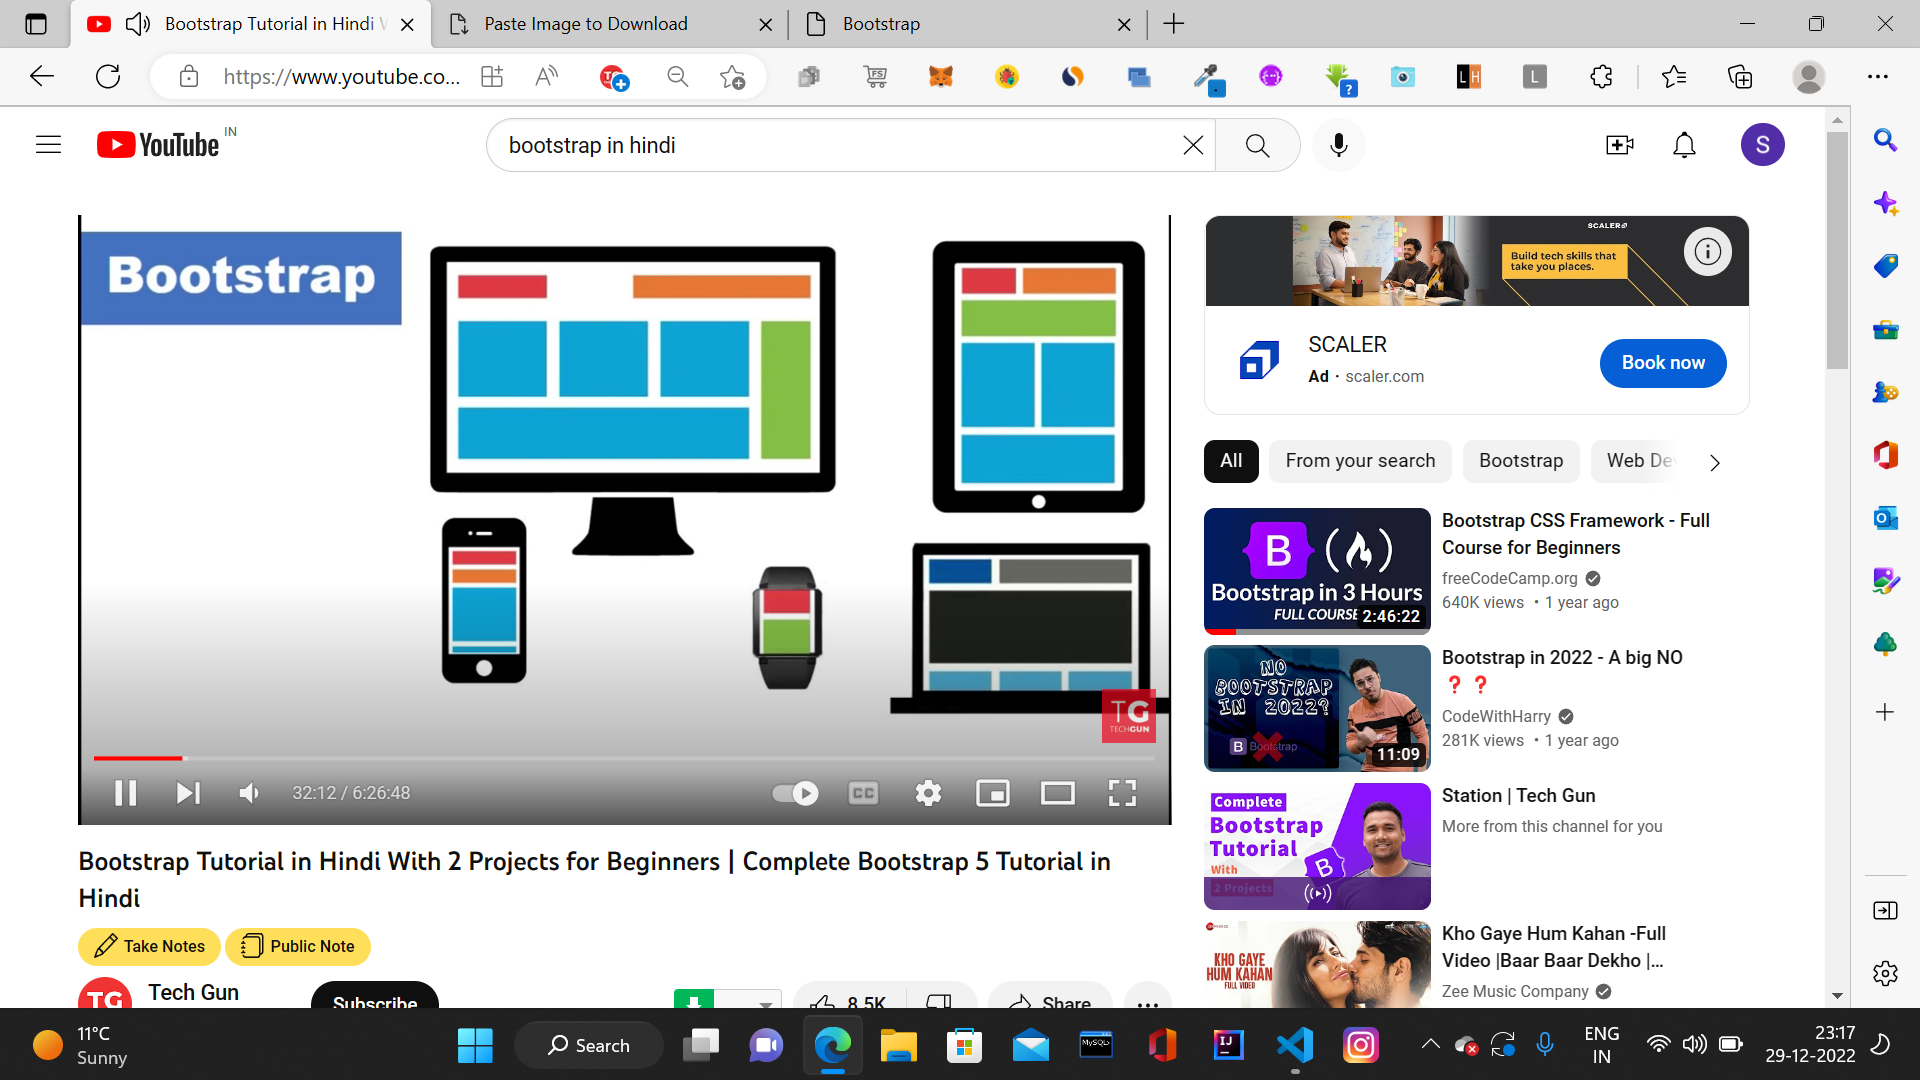 Bootstrap Tutorial in Hindi W
Paste Image to Download
Bootstrap
https://www.youtube.co...
YouTube IN
bootstrap in hindi
S
Bootstrap
TG
TECHGUN
32:12 / 6:26:48
CC
SCALER
Build tech skills that
take you places.
SCALER
Ad · scaler.com
Book now
All
From your search
Bootstrap
Web De
B
Bootstrap in 3 Hours
FULL COURSE
2:46:22
Bootstrap CSS Framework - Full
Course for Beginners
freeCodeCamp.org
640K views • 1 year ago
NO
BOOTSTRAP
IN 2022?
B Bootstrap
11:09
Bootstrap in 2022 - A big NO
❓ ❓
CodeWithHarry
281K views • 1 year ago
Complete
Bootstrap
Tutorial
With
2 Projects
B
Station | Tech Gun
More from this channel for you
KHO GAYE
HUM KAHAN
FULL VIDEO
Kho Gaye Hum Kahan -Full
Video |Baar Baar Dekho |...
Zee Music Company
Bootstrap Tutorial in Hindi With 2 Projects for Beginners | Complete Bootstrap 5 Tutorial in
Hindi
Take Notes
Public Note
TG
Tech Gun
Subscribe
8.5K
Share
11°C
Sunny
Search
MySQL
IJ
ENG
IN
23:17
29-12-2022